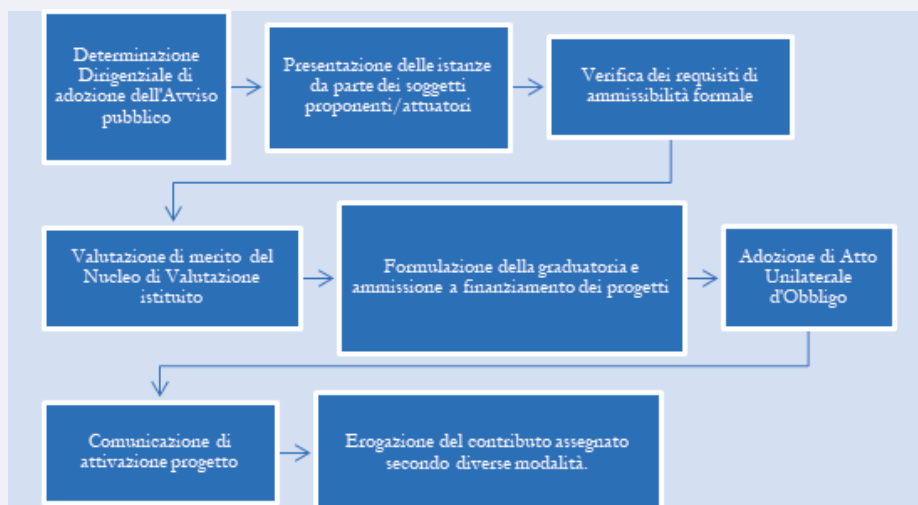 Determinazione
Dirigenziale di
adozione dell'Avviso
pubblico
Presentazione delle istanze
da parte dei soggetti
proponenti/attuatori
Verifica dei requisiti di
ammissibilità formale
Valutazione di merito del
Nucleo di Valutazione
istituito
Formulazione della graduatoria e
ammissione a finanziamento dei progetti
Adozione di Atto
Unilaterale
d'Obbligo
Comunicazione di
attivazione progetto
Erogazione del contributo assegnato
secondo diverse modalità.